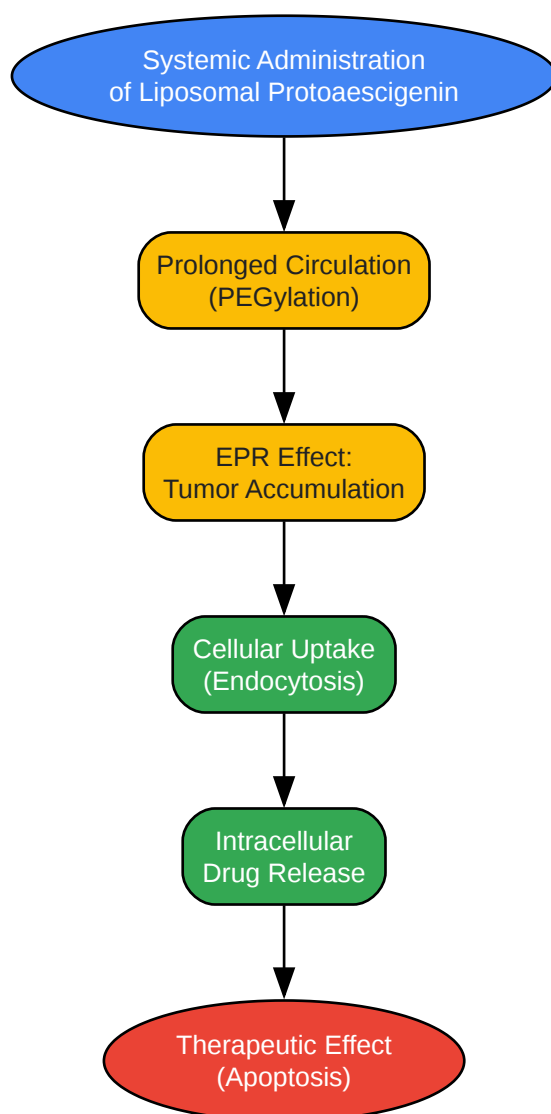 Systemic Administration
of Liposomal Protoaescigenin
Prolonged Circulation
(PEGylation)
EPR Effect:
Tumor Accumulation
Cellular Uptake
(Endocytosis)
Intracellular
Drug Release
Therapeutic Effect
(Apoptosis)